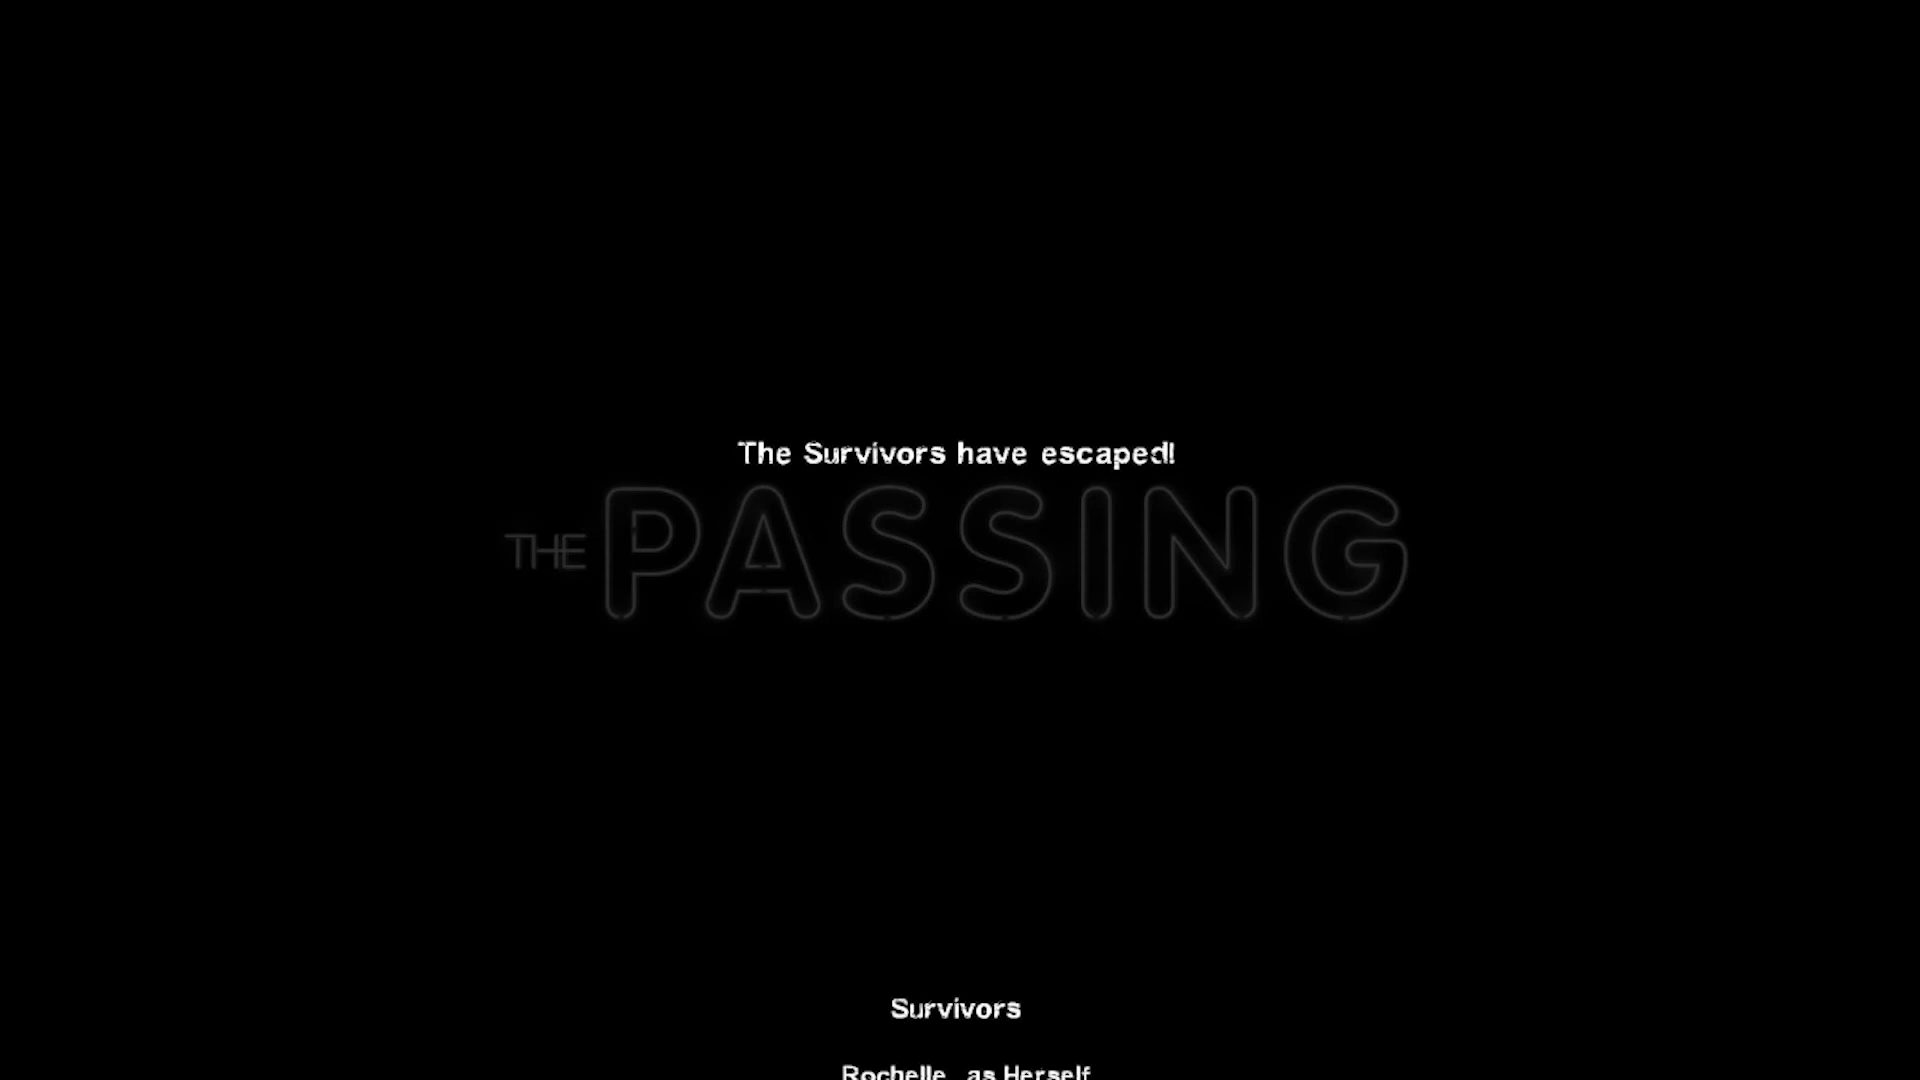 The Survivors have escaped!
THE PASSING
Survivors
Rochelle as Herself